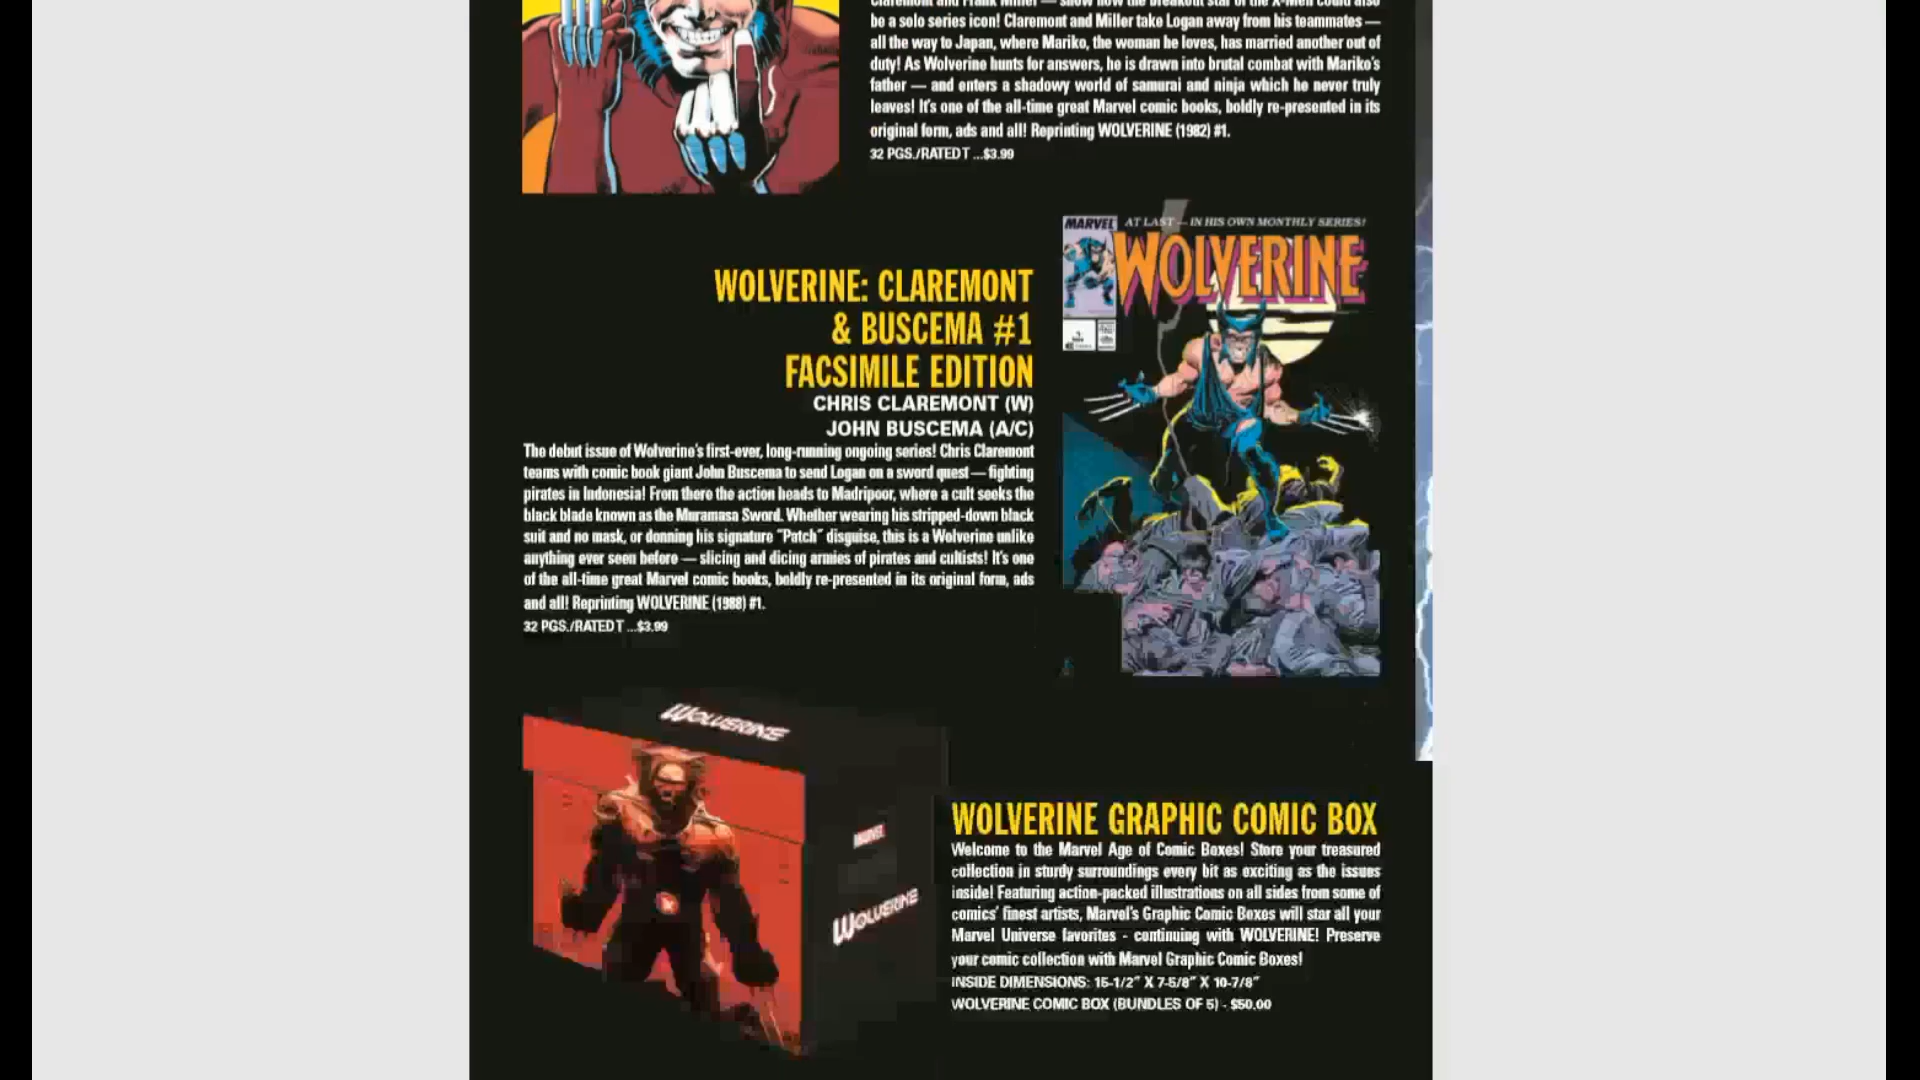 Claremont and Frank Miller — show how the breakout star of the X-Men could also
be a solo series icon! Claremont and Miller take Logan away from his teammates —
all the way to Japan, where Mariko, the woman he loves, has married another out of
duty! As Wolverine hunts for answers, he is drawn into brutal combat with Mariko's
father — and enters a shadowy world of samurai and ninja which he never truly
leaves! It's one of the all-time great Marvel comic books, boldly re-presented in its
original form, ads and all! Reprinting WOLVERINE (1982) #1.
32 PGS./RATED T ...$3.99
MARVEL
AT LAST — IN HIS OWN MONTHLY SERIES!
WOLVERINE
WOLVERINE: CLAREMONT
& BUSCEMA #1
FACSIMILE EDITION
CHRIS CLAREMONT (W)
JOHN BUSCEMA (A/C)
The debut issue of Wolverine's first-ever, long-running ongoing series! Chris Claremont
teams with comic book giant John Buscema to send Logan on a sword quest — fighting
pirates in Indonesia! From there the action heads to Madripoor, where a cult seeks the
black blade known as the Muramasa Sword. Whether wearing his stripped-down black
suit and no mask, or donning his signature "Patch" disguise, this is a Wolverine unlike
anything ever seen before — slicing and dicing armies of pirates and cultists! It's one
of the all-time great Marvel comic books, boldly re-presented in its original form, ads
and all! Reprinting WOLVERINE (1988) #1.
32 PGS./RATED T ...$3.99
WOLVERINE
MARVEL
WOLVERINE
WOLVERINE GRAPHIC COMIC BOX
Welcome to the Marvel Age of Comic Boxes! Store your treasured
collection in sturdy surroundings every bit as exciting as the issues
inside! Featuring action-packed illustrations on all sides from some of
comics' finest artists, Marvel's Graphic Comic Boxes will star all your
Marvel Universe favorites - continuing with WOLVERINE! Preserve
your comic collection with Marvel Graphic Comic Boxes!
INSIDE DIMENSIONS: 15-1/2" X 7-5/8" X 10-7/8"
WOLVERINE COMIC BOX (BUNDLES OF 5) - $50.00